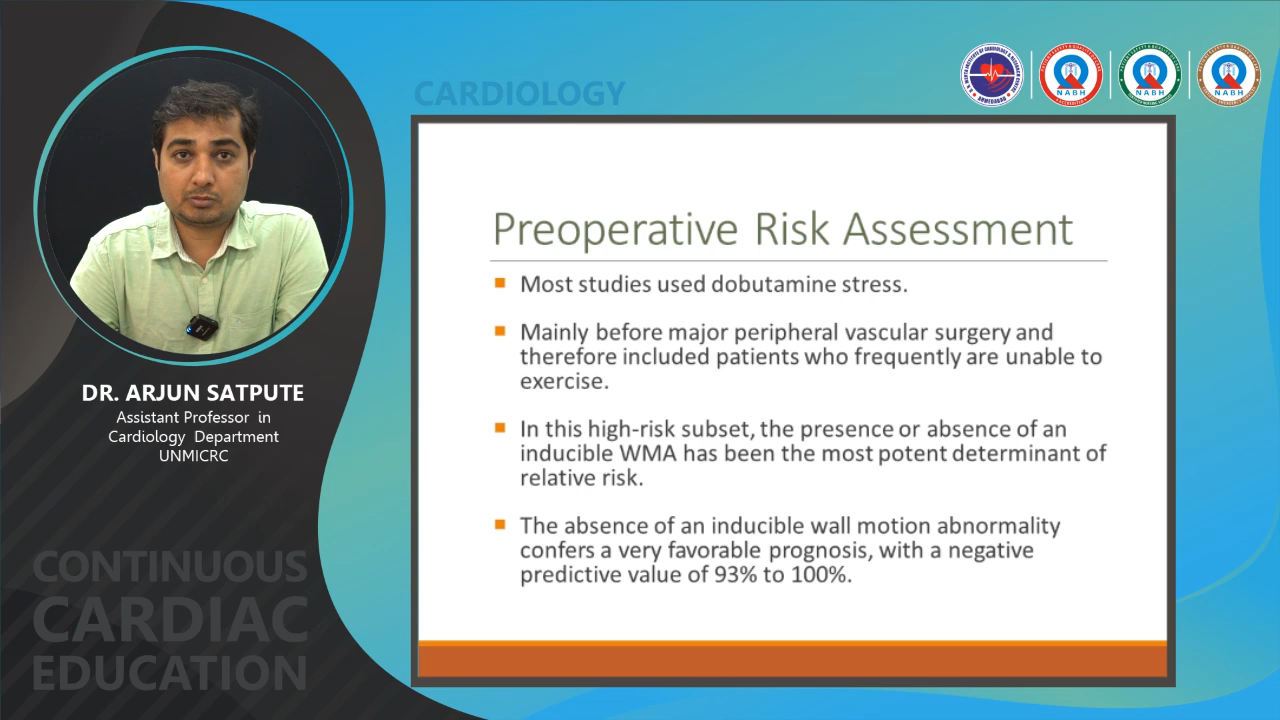 CARDIOLOGY
NABH
NABH
NABH
Preoperative Risk Assessment
Most studies used dobutamine stress.
Mainly before major peripheral vascular surgery and
therefore included patients who frequently are unable to
exercise.
In this high-risk subset, the presence or absence of an
inducible WMA has been the most potent determinant of
relative risk.
The absence of an inducible wall motion abnormality
confers a very favorable prognosis, with a negative
predictive value of 93% to 100%.
DR. ARJUN SATPUTE
Assistant Professor in
Cardiology Department
UNMICRC
CONTINUOUS
CARDIAC
EDUCATION